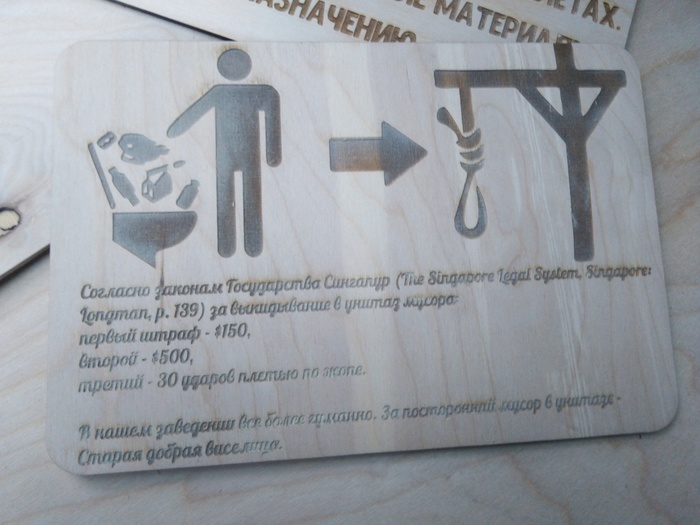 МАТЕРИА
НАЗНАЧЕНИЮ
Согласно законам Государства Сингапур (The Singapore Legal System, Singapore:
Longman, p. 139) за выкидывание в унитаз мусора:
первый штраф - $150,
второй - $500,
третий - 30 ударов плетью по жопе.
В нашем заведении все более гуманно. За посторонний мусор в унитазе -
Старая добрая виселица.